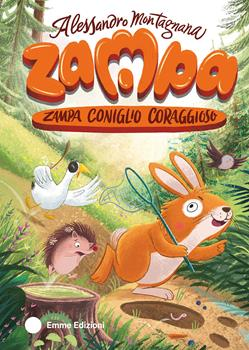 Alessandro Montagnana
zampa
ZAMPA CONIGLIO CORAGGIOSO
Emme Edizioni